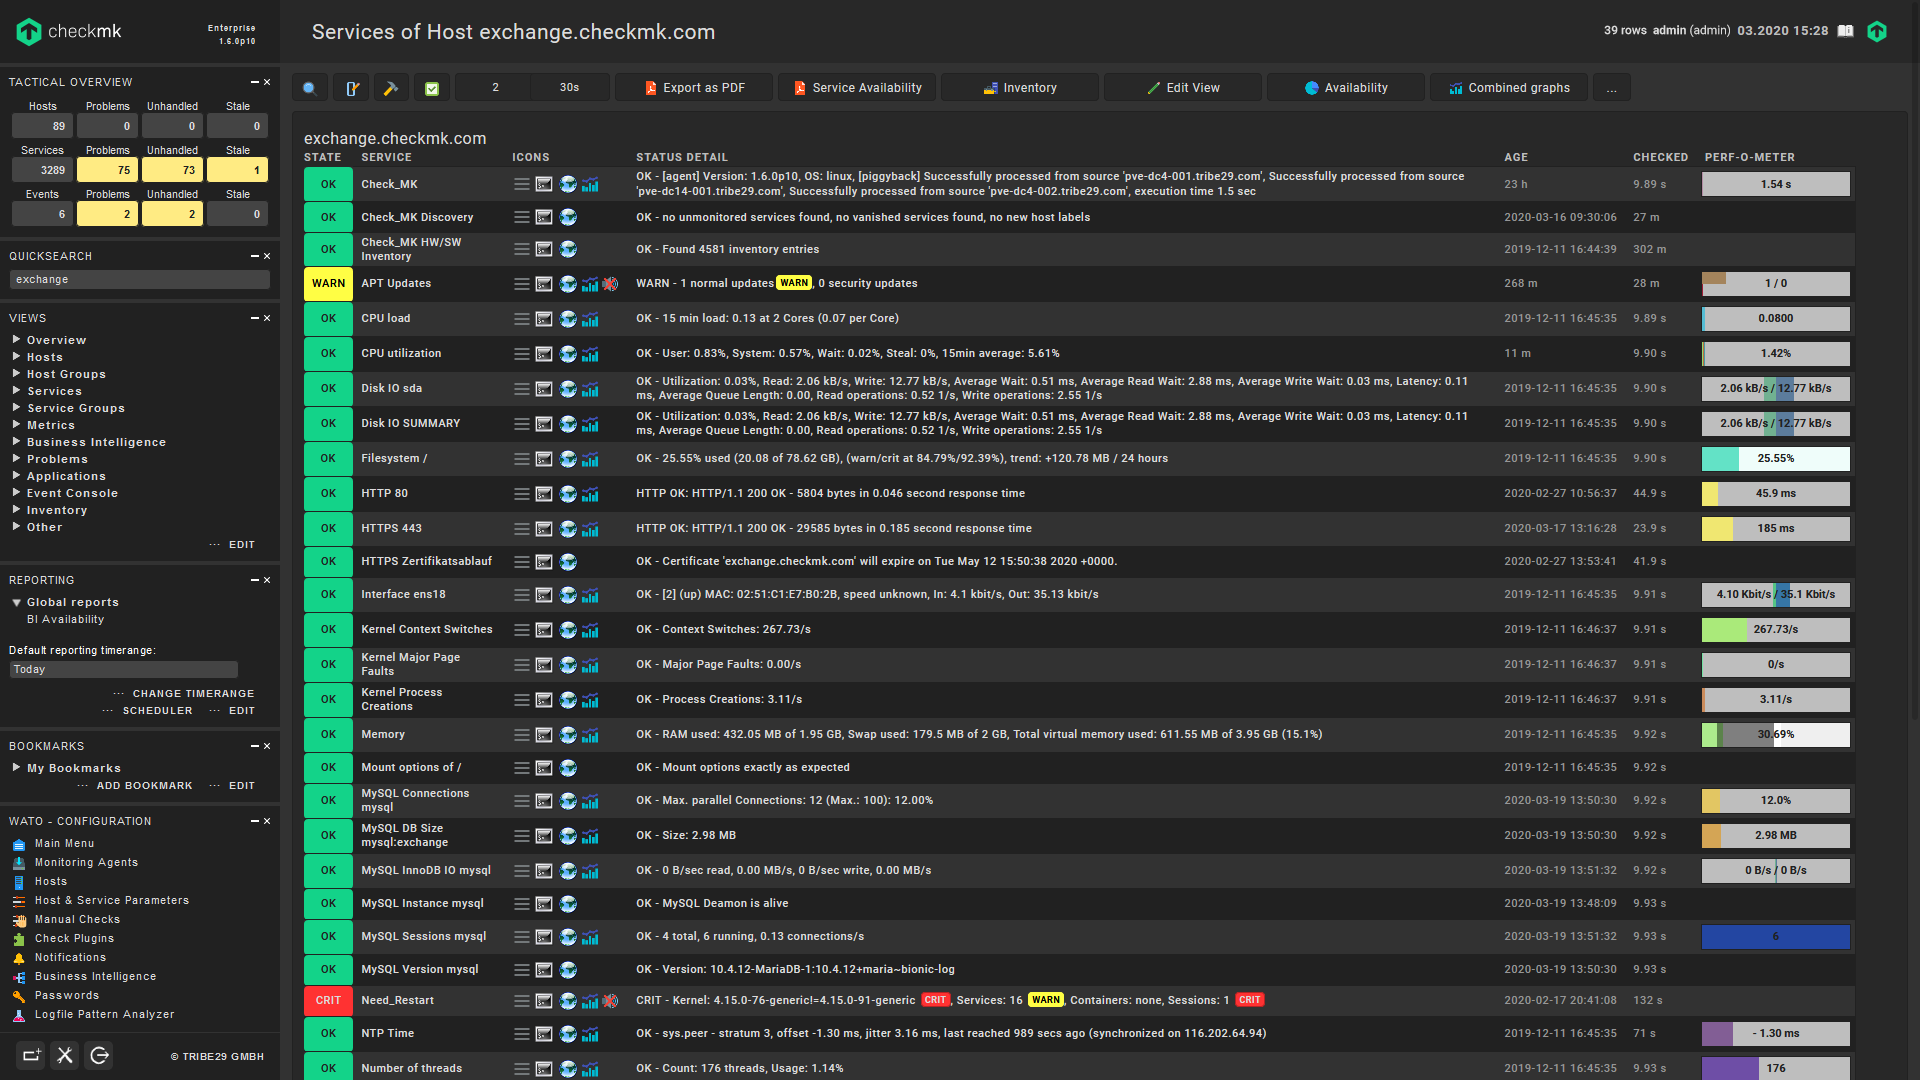 checkmk
Enterprise
1.6.0p10
Services of Host exchange.checkmk.com
39 rows admin (admin) 03.2020 15:28
TACTICAL OVERVIEW
Hosts Problems Unhandled Stale
89 0 0 0
Services Problems Unhandled Stale
3289 75 73 1
Events Problems Unhandled Stale
6 2 2 0
QUICKSEARCH
exchange
VIEWS
Overview
Hosts
Host Groups
Services
Service Groups
Metrics
Business Intelligence
Problems
Applications
Event Console
Inventory
Other
··· EDIT
REPORTING
Global reports
BI Availability
Default reporting timerange:
Today
··· CHANGE TIMERANGE
··· SCHEDULER ··· EDIT
BOOKMARKS
My Bookmarks
··· ADD BOOKMARK ··· EDIT
WATO - CONFIGURATION
Main Menu
Monitoring Agents
Hosts
Host & Service Parameters
Manual Checks
Check Plugins
Notifications
Business Intelligence
Passwords
Logfile Pattern Analyzer
© TRIBE29 GMBH
2 30s Export as PDF Service Availability Inventory Edit View Availability Combined graphs ...
exchange.checkmk.com
STATE SERVICE ICONS STATUS DETAIL AGE CHECKED PERF-O-METER
OK Check_MK OK - [agent] Version: 1.6.0p10, OS: linux, [piggyback] Successfully processed from source 'pve-dc4-001.tribe29.com', Successfully processed from source 23 h 9.89 s 1.54 s
'pve-dc14-001.tribe29.com', Successfully processed from source 'pve-dc4-002.tribe29.com', execution time 1.5 sec
OK Check_MK Discovery OK - no unmonitored services found, no vanished services found, no new host labels 2020-03-16 09:30:06 27 m
OK Check_MK HW/SW OK - Found 4581 inventory entries 2019-12-11 16:44:39 302 m
Inventory
WARN APT Updates WARN - 1 normal updates WARN, 0 security updates 268 m 28 m 1 / 0
OK CPU load OK - 15 min load: 0.13 at 2 Cores (0.07 per Core) 2019-12-11 16:45:35 9.89 s 0.0800
OK CPU utilization OK - User: 0.83%, System: 0.57%, Wait: 0.02%, Steal: 0%, 15min average: 5.61% 11 m 9.90 s 1.42%
OK Disk IO sda OK - Utilization: 0.03%, Read: 2.06 kB/s, Write: 12.77 kB/s, Average Wait: 0.51 ms, Average Read Wait: 2.88 ms, Average Write Wait: 0.03 ms, Latency: 0.11 2019-12-11 16:45:35 9.90 s 2.06 kB/s / 12.77 kB/s
ms, Average Queue Length: 0.00, Read operations: 0.52 1/s, Write operations: 2.55 1/s
OK Disk IO SUMMARY OK - Utilization: 0.03%, Read: 2.06 kB/s, Write: 12.77 kB/s, Average Wait: 0.51 ms, Average Read Wait: 2.88 ms, Average Write Wait: 0.03 ms, Latency: 0.11 2019-12-11 16:45:35 9.90 s 2.06 kB/s / 12.77 kB/s
ms, Average Queue Length: 0.00, Read operations: 0.52 1/s, Write operations: 2.55 1/s
OK Filesystem / OK - 25.55% used (20.08 of 78.62 GB), (warn/crit at 84.79%/92.39%), trend: +120.78 MB / 24 hours 2019-12-11 16:45:35 9.90 s 25.55%
OK HTTP 80 HTTP OK: HTTP/1.1 200 OK - 5804 bytes in 0.046 second response time 2020-02-27 10:56:37 44.9 s 45.9 ms
OK HTTPS 443 HTTP OK: HTTP/1.1 200 OK - 29585 bytes in 0.185 second response time 2020-03-17 13:16:28 23.9 s 185 ms
OK HTTPS Zertifikatsablauf OK - Certificate 'exchange.checkmk.com' will expire on Tue May 12 15:50:38 2020 +0000. 2020-02-27 13:53:41 41.9 s
OK Interface ens18 OK - [2] (up) MAC: 02:51:C1:E7:B0:2B, speed unknown, In: 4.1 kbit/s, Out: 35.13 kbit/s 2019-12-11 16:45:35 9.91 s 4.10 Kbit/s / 35.1 Kbit/s
OK Kernel Context Switches OK - Context Switches: 267.73/s 2019-12-11 16:46:37 9.91 s 267.73/s
OK Kernel Major Page OK - Major Page Faults: 0.00/s 2019-12-11 16:46:37 9.91 s 0/s
Faults
OK Kernel Process OK - Process Creations: 3.11/s 2019-12-11 16:46:37 9.91 s 3.11/s
Creations
OK Memory OK - RAM used: 432.05 MB of 1.95 GB, Swap used: 179.5 MB of 2 GB, Total virtual memory used: 611.55 MB of 3.95 GB (15.1%) 2019-12-11 16:45:35 9.92 s 30.69%
OK Mount options of / OK - Mount options exactly as expected 2019-12-11 16:45:35 9.92 s
OK MySQL Connections OK - Max. parallel Connections: 12 (Max.: 100): 12.00% 2020-03-19 13:50:30 9.92 s 12.0%
mysql
OK MySQL DB Size OK - Size: 2.98 MB 2020-03-19 13:50:30 9.92 s 2.98 MB
mysql:exchange
OK MySQL InnoDB IO mysql OK - 0 B/sec read, 0.00 MB/s, 0 B/sec write, 0.00 MB/s 2020-03-19 13:51:32 9.92 s 0 B/s / 0 B/s
OK MySQL Instance mysql OK - MySQL Deamon is alive 2020-03-19 13:48:09 9.93 s
OK MySQL Sessions mysql OK - 4 total, 6 running, 0.13 connections/s 2020-03-19 13:51:32 9.93 s 6
OK MySQL Version mysql OK - Version: 10.4.12-MariaDB-1:10.4.12+maria~bionic-log 2020-03-19 13:50:30 9.93 s
CRIT Need_Restart CRIT - Kernel: 4.15.0-76-generic!=4.15.0-91-generic CRIT, Services: 16 WARN, Containers: none, Sessions: 1 CRIT 2020-02-17 20:41:08 132 s
OK NTP Time OK - sys.peer - stratum 3, offset -1.30 ms, jitter 3.16 ms, last reached 989 secs ago (synchronized on 116.202.64.94) 2019-12-11 16:45:35 71 s - 1.30 ms
OK Number of threads OK - Count: 176 threads, Usage: 1.14% 2019-12-11 16:45:35 9.93 s 176